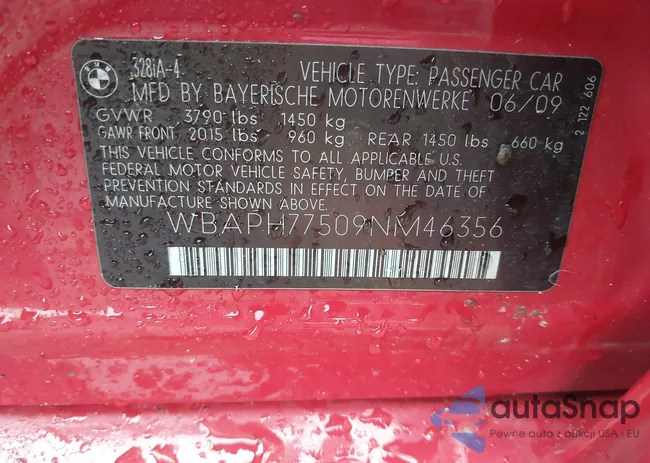 BMW
328iA-4 VEHICLE TYPE: PASSENGER CAR
MFD BY BAYERISCHE MOTORENWERKE 06/09
GVWR 3790 lbs 1450 kg
GAWR FRONT 2015 lbs 960 kg REAR 1450 lbs 660 kg
THIS VEHICLE CONFORMS TO ALL APPLICABLE U.S.
FEDERAL MOTOR VEHICLE SAFETY, BUMPER AND THEFT
PREVENTION STANDARDS IN EFFECT ON THE DATE OF
MANUFACTURE SHOWN ABOVE.
WBAPH77509NM46356
2 122 606
autaSnap
Pewne auta z aukcji USA i EU